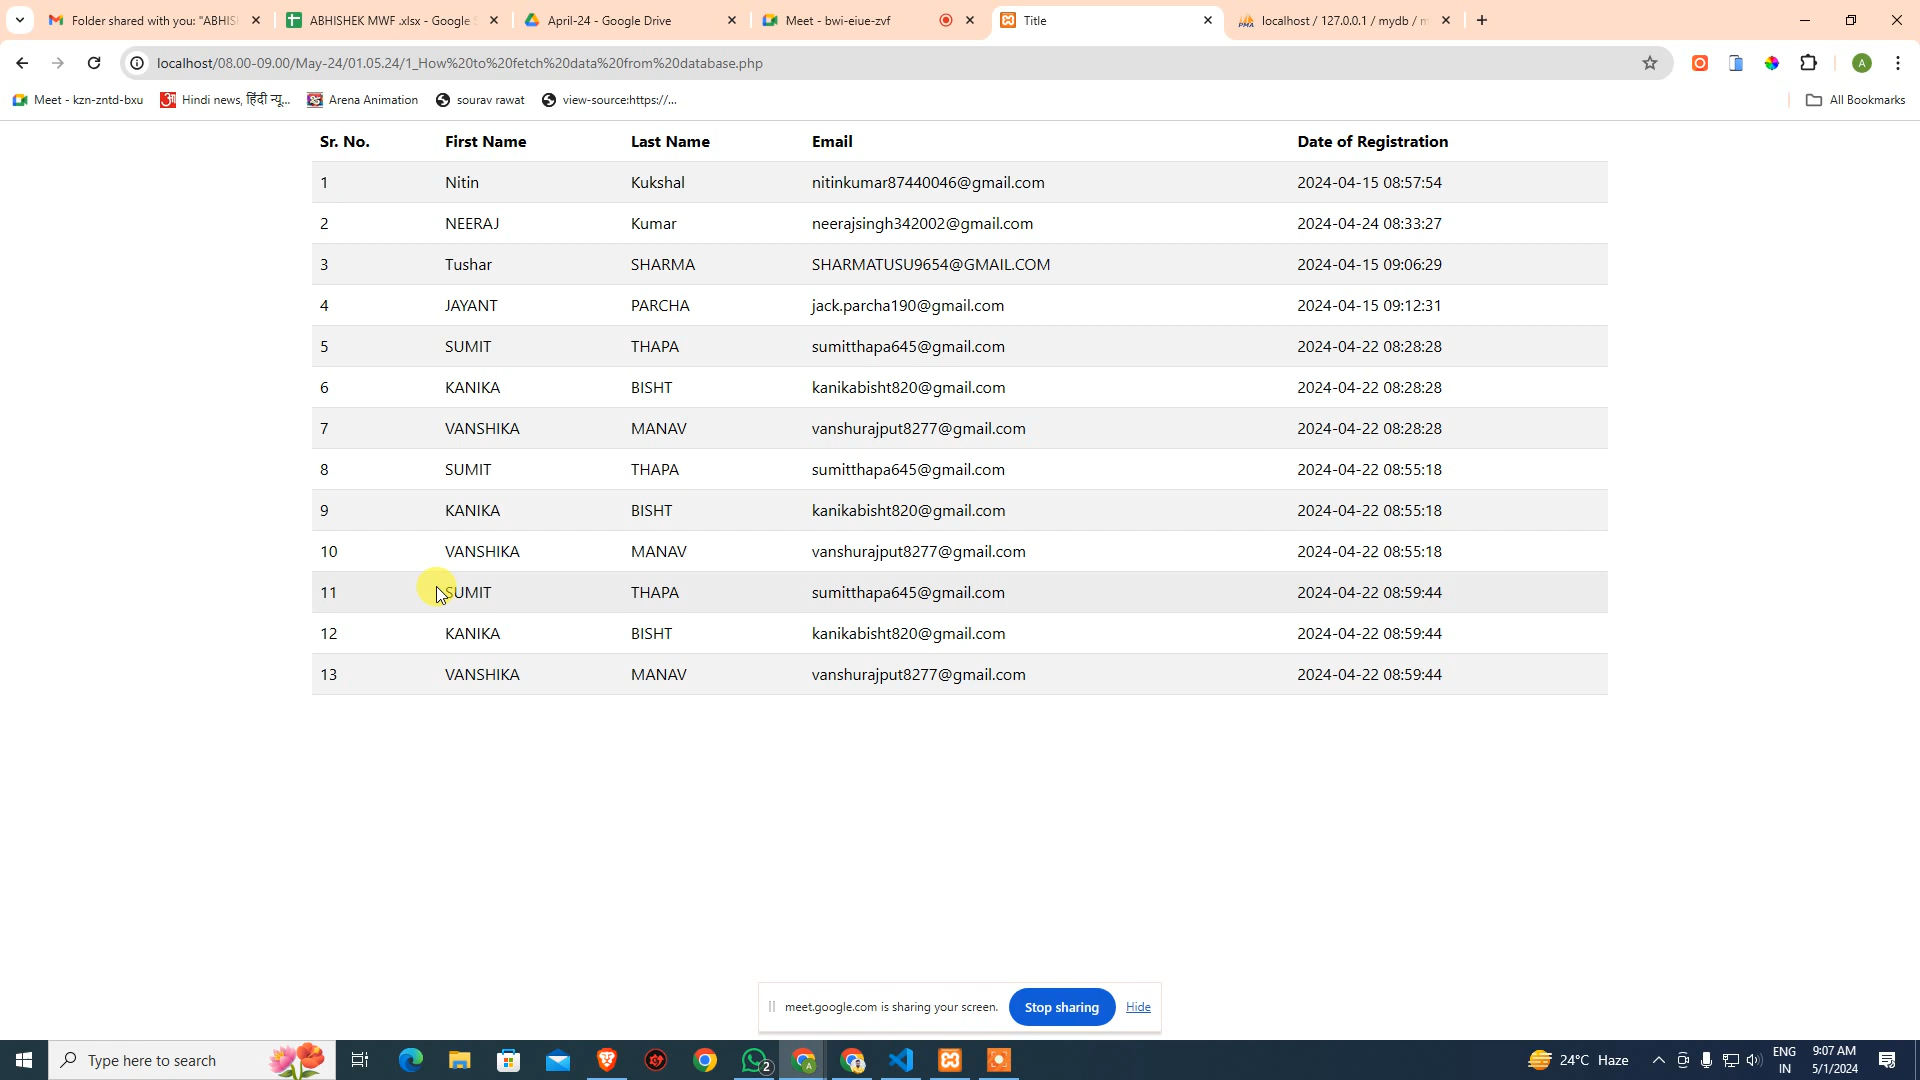 Folder shared with you: "ABHIS
ABHISHEK MWF .xlsx - Google S
April-24 - Google Drive
Meet - bwi-eiue-zvf
Title
localhost / 127.0.0.1 / mydb / m
localhost/08.00-09.00/May-24/01.05.24/1_How%20to%20fetch%20data%20from%20database.php
A
Meet - kzn-zntd-bxu
Hindi news, हिंदी न्यू...
Arena Animation
sourav rawat
view-source:https://...
All Bookmarks
Sr. No. First Name Last Name Email Date of Registration
1 Nitin Kukshal nitinkumar87440046@gmail.com 2024-04-15 08:57:54
2 NEERAJ Kumar neerajsingh342002@gmail.com 2024-04-24 08:33:27
3 Tushar SHARMA SHARMATUSU9654@GMAIL.COM 2024-04-15 09:06:29
4 JAYANT PARCHA jack.parcha190@gmail.com 2024-04-15 09:12:31
5 SUMIT THAPA sumitthapa645@gmail.com 2024-04-22 08:28:28
6 KANIKA BISHT kanikabisht820@gmail.com 2024-04-22 08:28:28
7 VANSHIKA MANAV vanshurajput8277@gmail.com 2024-04-22 08:28:28
8 SUMIT THAPA sumitthapa645@gmail.com 2024-04-22 08:55:18
9 KANIKA BISHT kanikabisht820@gmail.com 2024-04-22 08:55:18
10 VANSHIKA MANAV vanshurajput8277@gmail.com 2024-04-22 08:55:18
11 SUMIT THAPA sumitthapa645@gmail.com 2024-04-22 08:59:44
12 KANIKA BISHT kanikabisht820@gmail.com 2024-04-22 08:59:44
13 VANSHIKA MANAV vanshurajput8277@gmail.com 2024-04-22 08:59:44
meet.google.com is sharing your screen. Stop sharing Hide
Type here to search
2
24°C Haze
ENG
IN
9:07 AM
5/1/2024